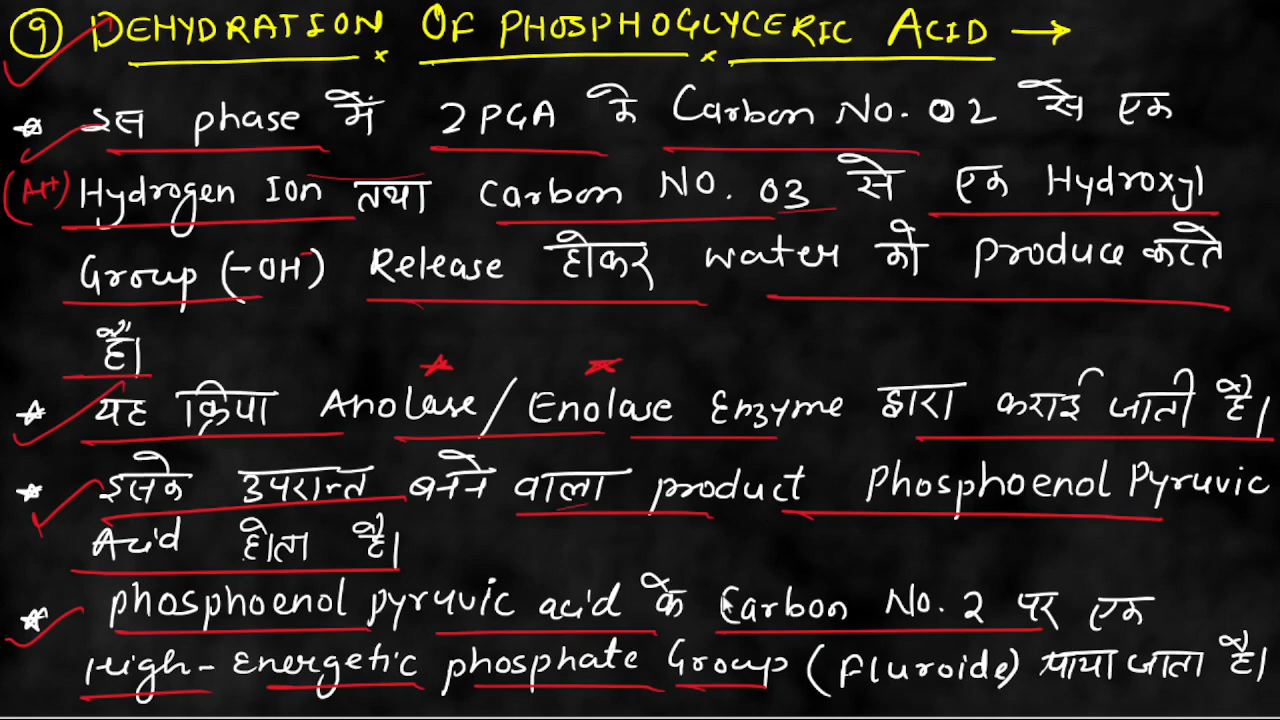 9) DEHYDRATION OF PHOSPHOGLYCERIC ACID →
☆ इस phase में 2PGA के Carbon No. 02 से एक
(H+) Hydrogen Ion तथा Carbon NO. 03 से एक Hydroxyl
Group (-OH-) Release होकर water को produce करते
हैं।
☆ यह क्रिया Anolase/Enolase Enzyme द्वारा कराई जाती है।
☆ इसके उपरान्त बनने वाला product Phosphoenol Pyruvic
Acid होता है।
☆ phosphoenol pyruvic acid के Carbon No. 2 पर एक
High-Energetic phosphate Group (Fluroide) पाया जाता है।